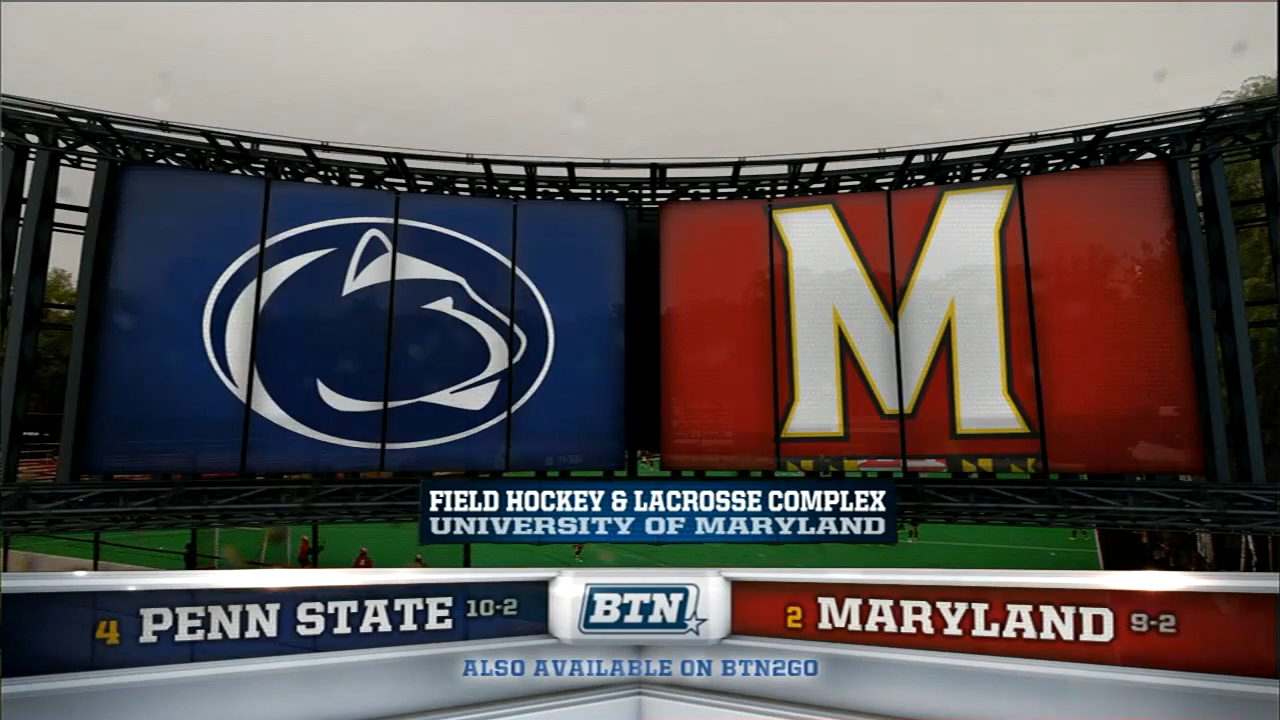 M
FIELD HOCKEY & LACROSSE COMPLEX
UNIVERSITY OF MARYLAND
4 PENN STATE 10-2
BTN
2 MARYLAND 9-2
ALSO AVAILABLE ON BTN2GO